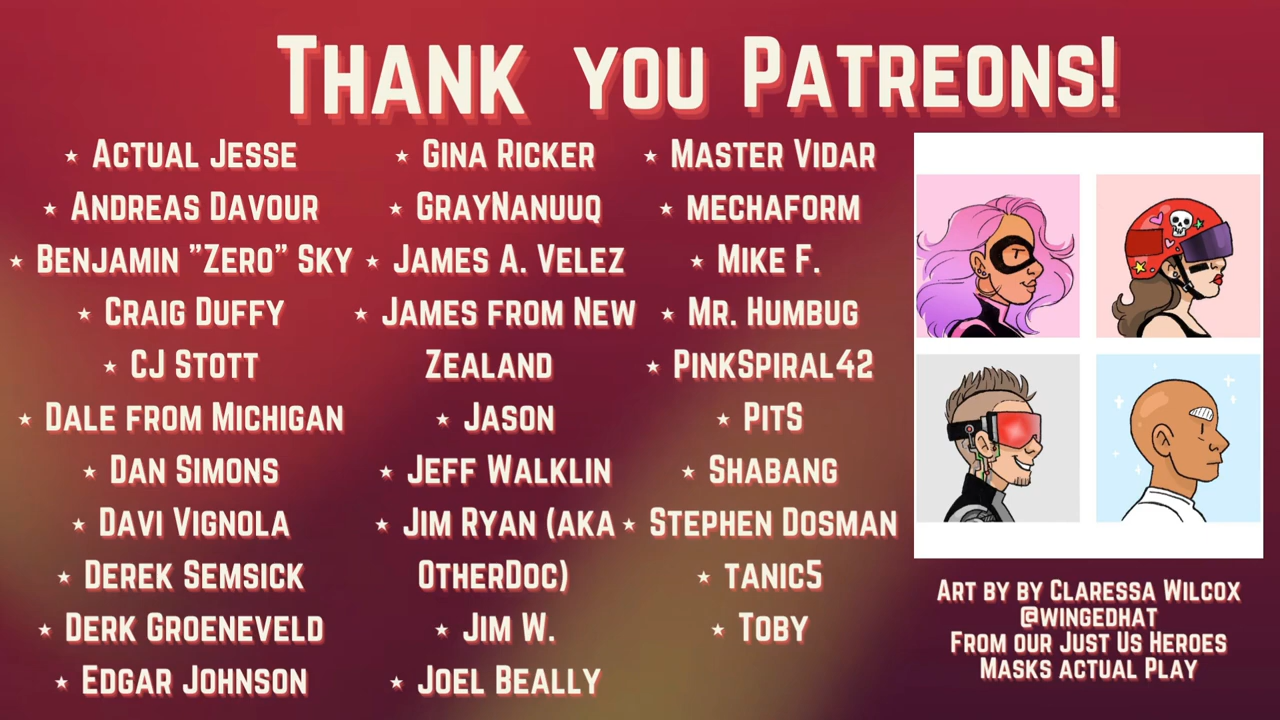 Thank you Patreons!
Actual Jesse
Andreas Davour
Benjamin "Zero" Sky
Craig Duffy
CJ Stott
Dale from Michigan
Dan Simons
Davi Vignola
Derek Semsick
Derk Groeneveld
Edgar Johnson
Gina Ricker
GrayNanuuq
James A. Velez
James from New
Zealand
Jason
Jeff Walklin
Jim Ryan (aka
OtherDoc)
Jim W.
Joel Beally
Master Vidar
mechaform
Mike F.
Mr. Humbug
PinkSpiral42
PitS
Shabang
Stephen Dosman
tanic5
Toby
Art by by Claressa Wilcox
@wingedhat
From our Just Us Heroes
Masks actual Play